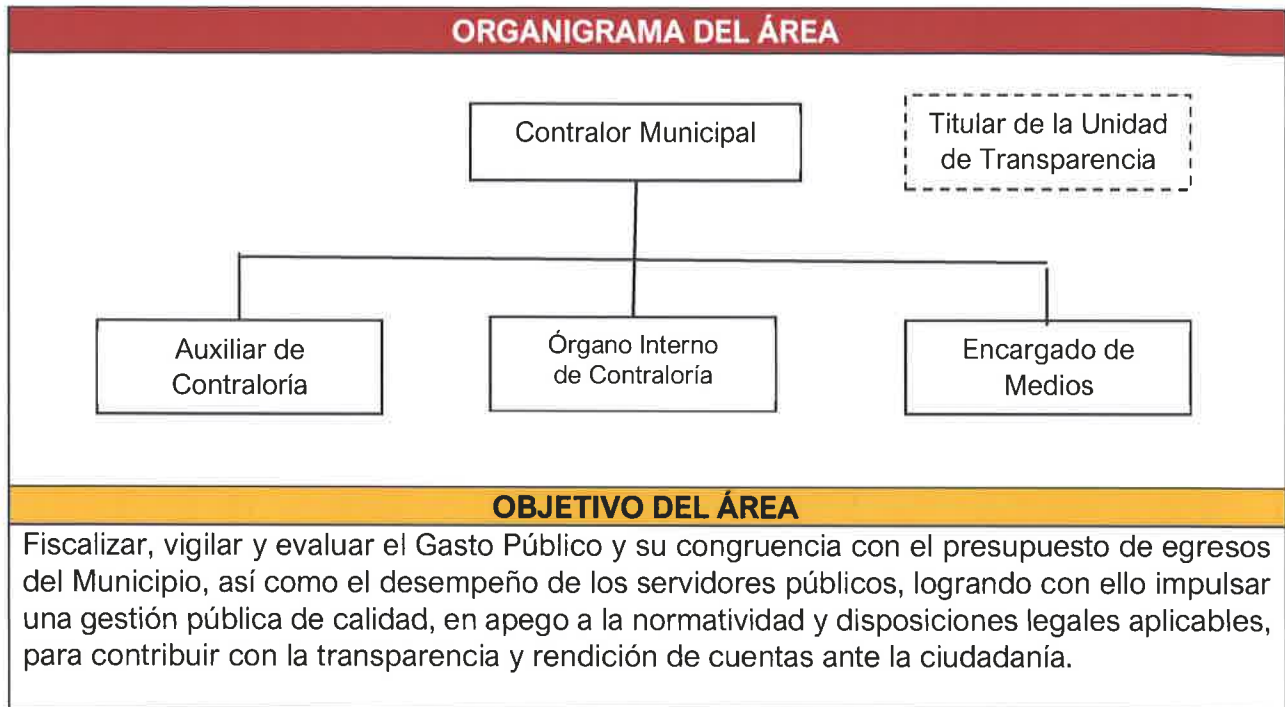 ORGANIGRAMA DEL ÁREA
Contralor Municipal
Titular de la Unidad
de Transparencia
Auxiliar de
Contraloría
Órgano Interno
de Contraloría
Encargado de
Medios
OBJETIVO DEL ÁREA
Fiscalizar, vigilar y evaluar el Gasto Público y su congruencia con el presupuesto de egresos
del Municipio, así como el desempeño de los servidores públicos, logrando con ello impulsar
una gestión pública de calidad, en apego a la normatividad y disposiciones legales aplicables,
para contribuir con la transparencia y rendición de cuentas ante la ciudadanía.